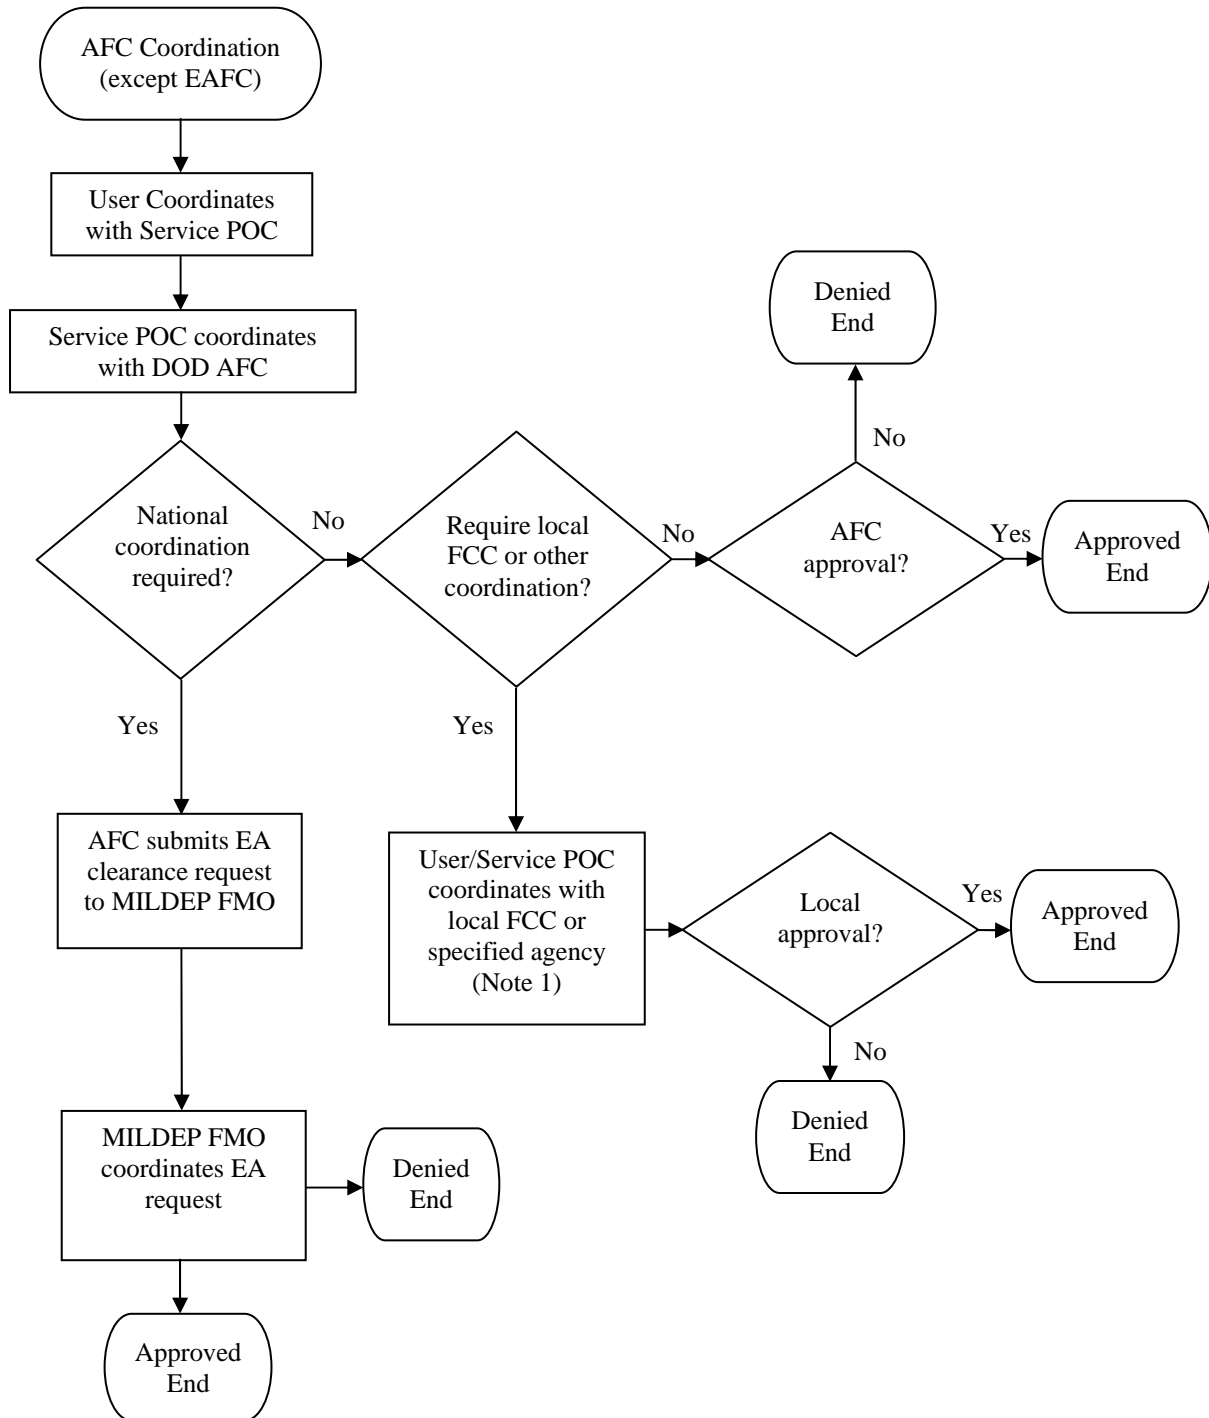 AFC Coordination
(except EAFC)
User Coordinates
with Service POC
Service POC coordinates
with DOD AFC
National
coordination
required?
No
Yes
Require local
FCC or other
coordination?
No
Yes
AFC
approval?
No
Denied
End
Yes
Approved
End
AFC submits EA
clearance request
to MILDEP FMO
User/Service POC
coordinates with
local FCC or
specified agency
(Note 1)
Local
approval?
Yes
Approved
End
No
Denied
End
MILDEP FMO
coordinates EA
request
Denied
End
Approved
End